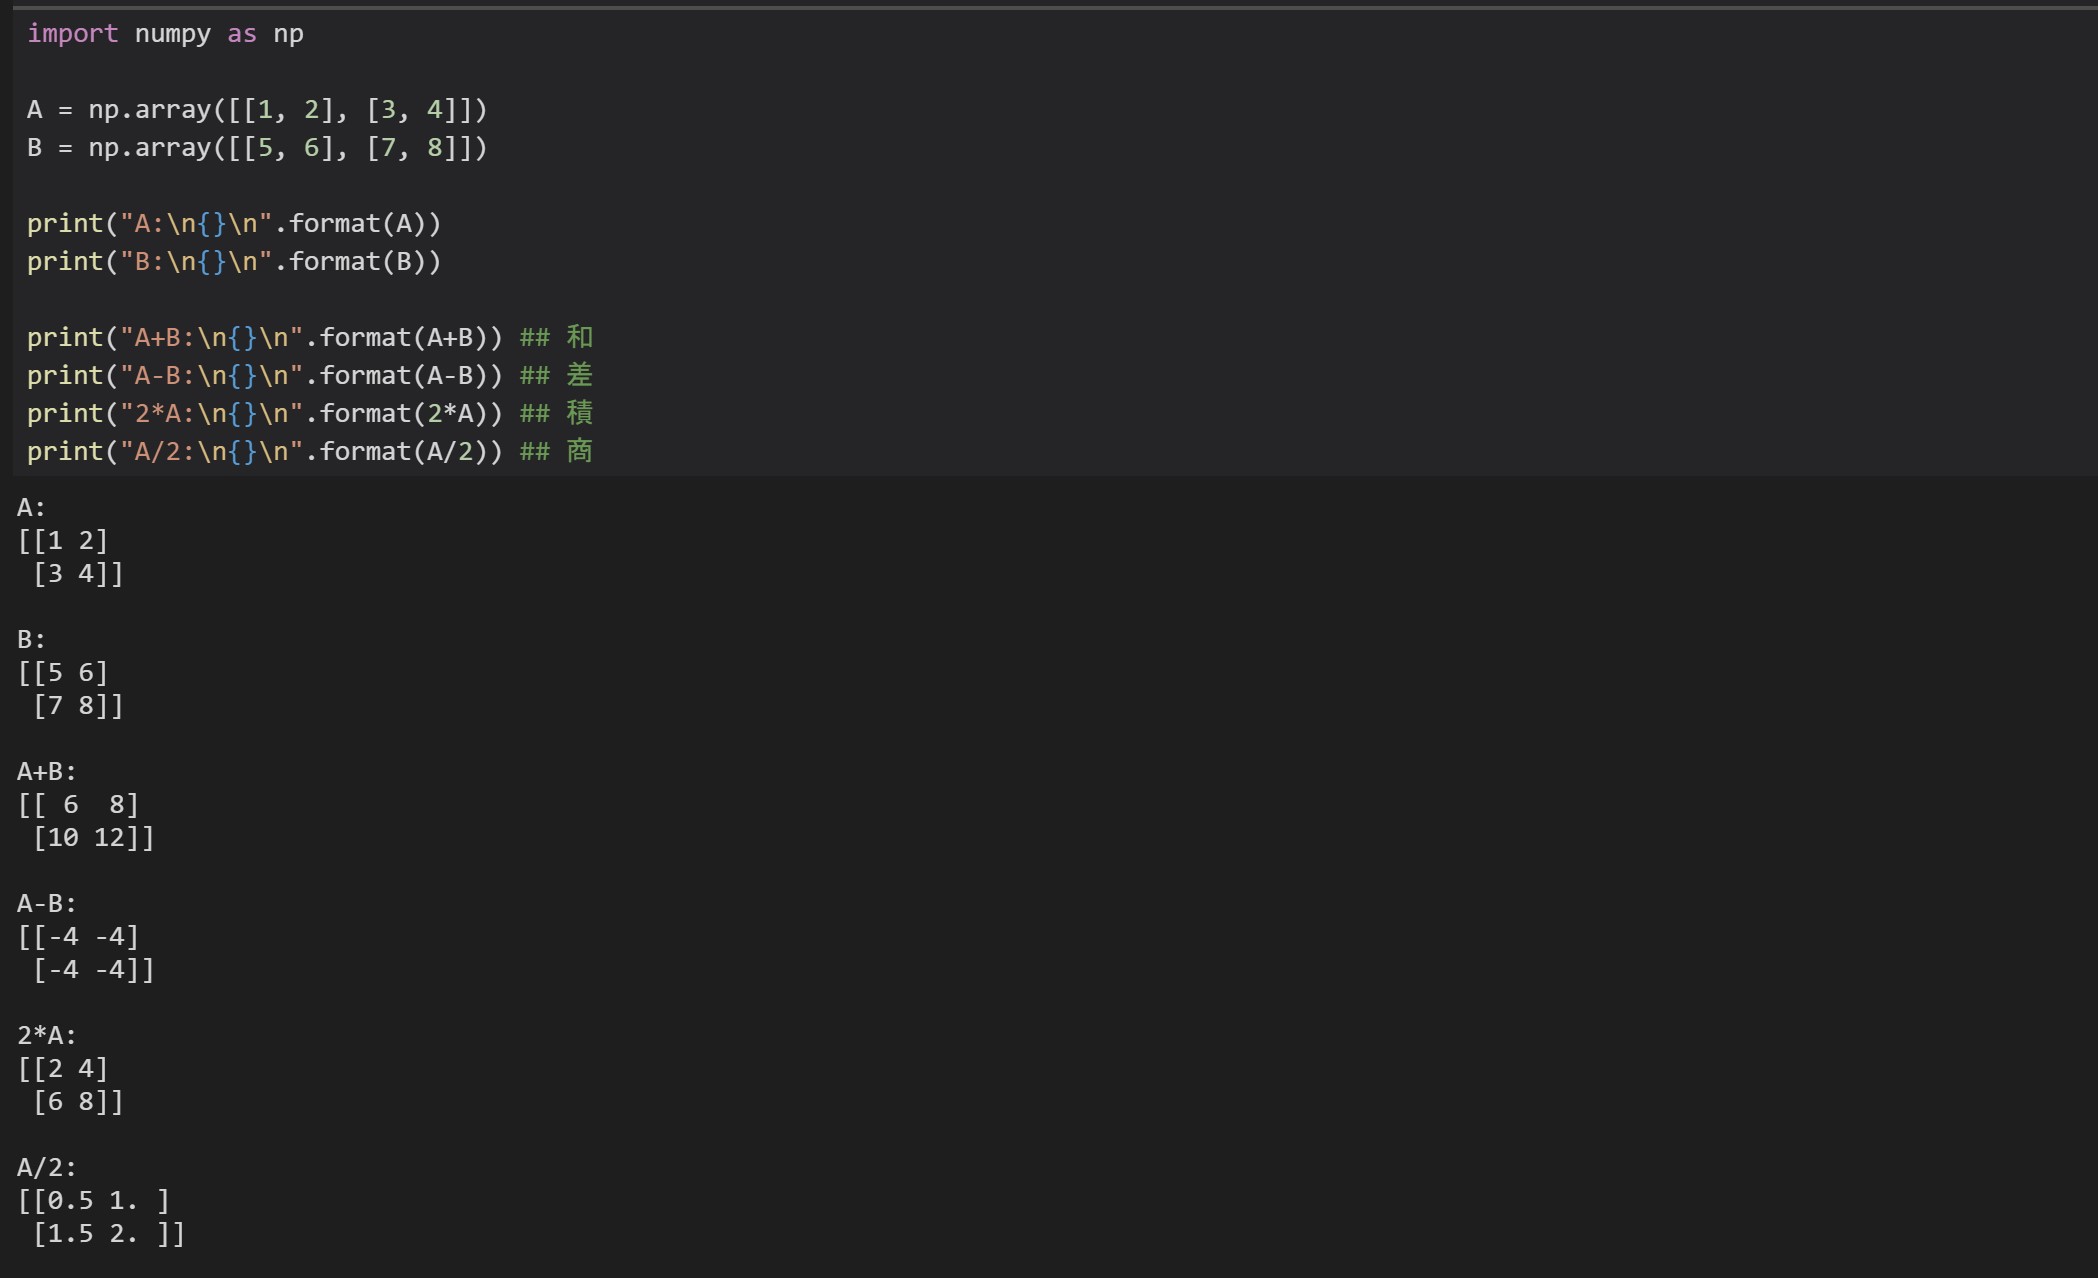 import numpy as np
A = np.array([[1, 2], [3, 4]])
B = np.array([[5, 6], [7, 8]])
print("A:\n{}\n".format(A))
print("B:\n{}\n".format(B))
print("A+B:\n{}\n".format(A+B)) ## 和
print("A-B:\n{}\n".format(A-B)) ## 差
print("2*A:\n{}\n".format(2*A)) ## 積
print("A/2:\n{}\n".format(A/2)) ## 商
A:
[[1 2]
 [3 4]]
B:
[[5 6]
 [7 8]]
A+B:
[[ 6  8]
 [10 12]]
A-B:
[[-4 -4]
 [-4 -4]]
2*A:
[[2 4]
 [6 8]]
A/2:
[[0.5 1. ]
 [1.5 2. ]]